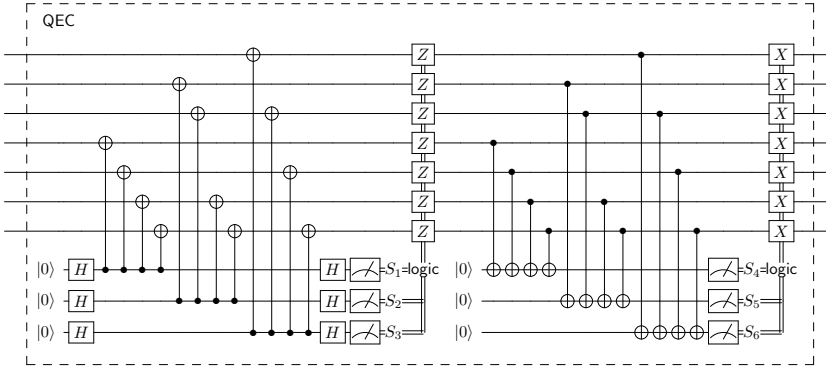 QEC
Z X
Z X
Z X
Z X
Z X
Z X
Z X
|0⟩ H H S₁ logic |0⟩ S₄ logic
|0⟩ H H S₂ |0⟩ S₅
|0⟩ H H S₃ |0⟩ S₆